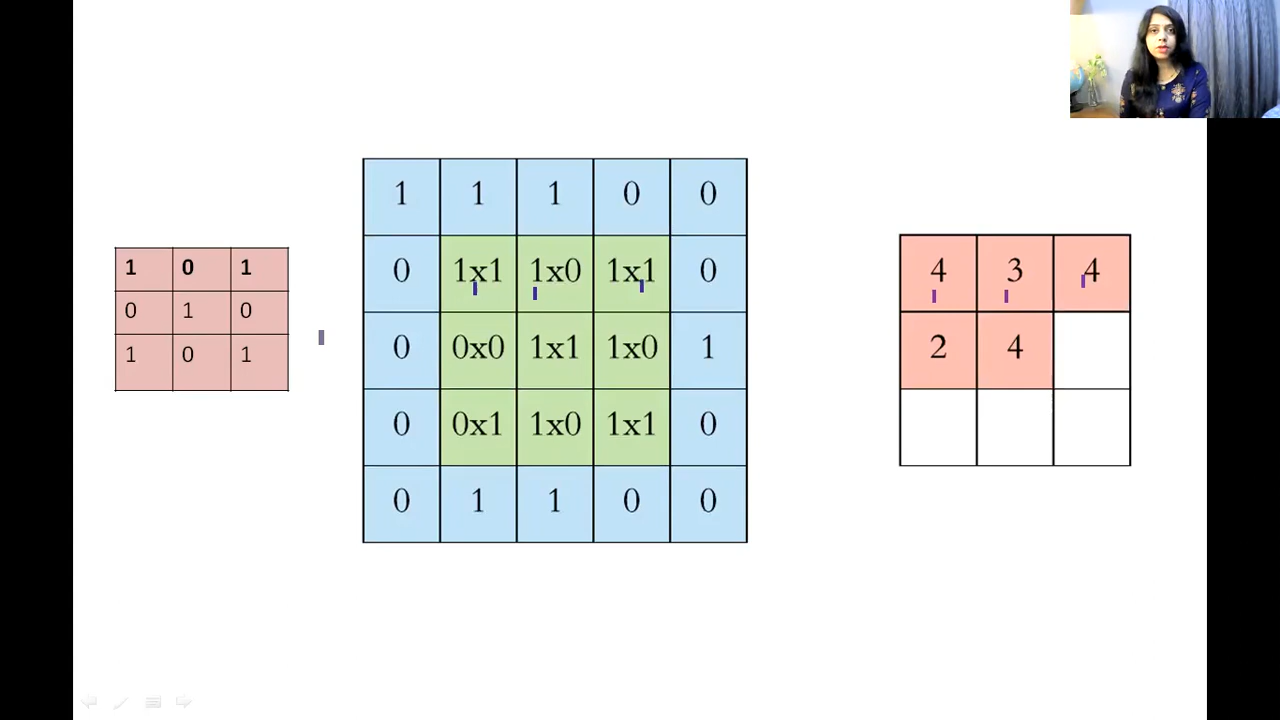 1 0 1
0 1 0
1 0 1
1 1 1 0 0
0 1x1 1x0 1x1 0
0 0x0 1x1 1x0 1
0 0x1 1x0 1x1 0
0 1 1 0 0
4 3 4
2 4